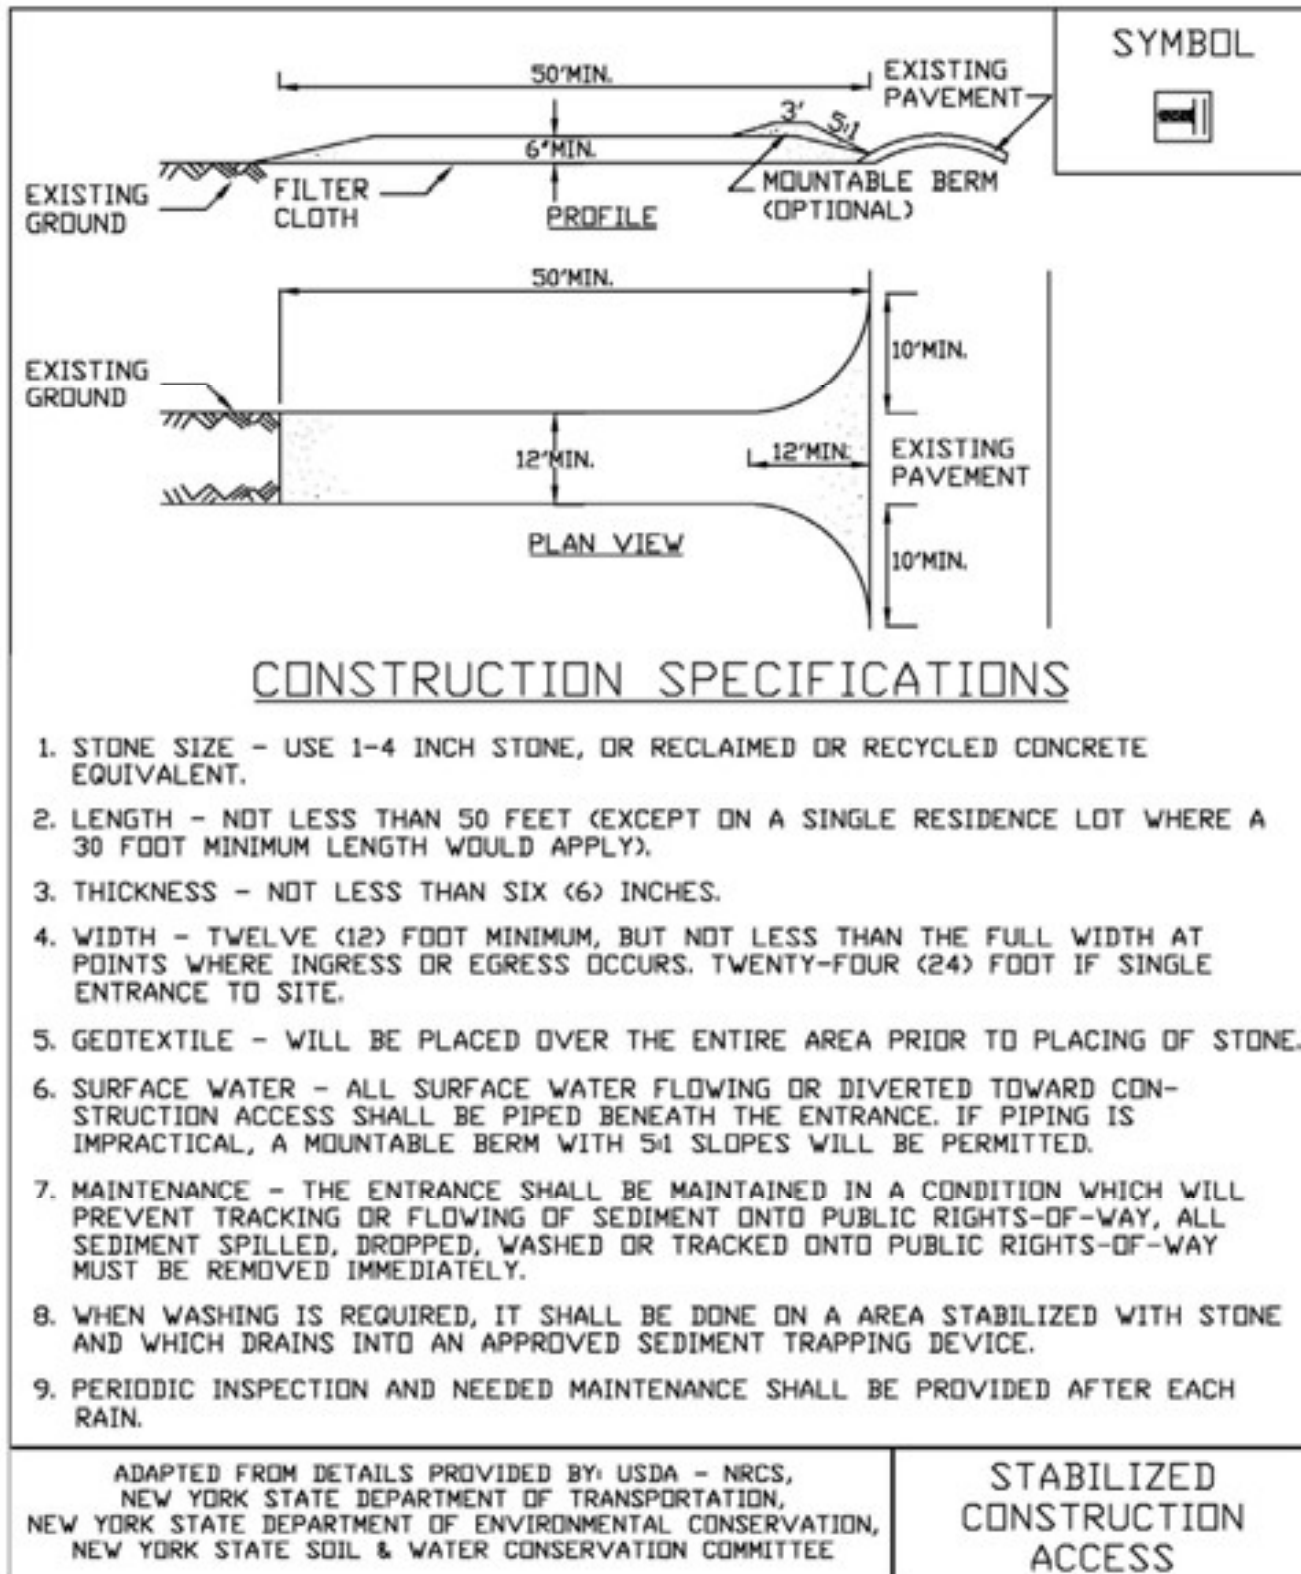 SYMBOL
50'MIN.
EXISTING
PAVEMENT
3'
5:1
6"MIN.
EXISTING
GROUND
FILTER
CLOTH
PROFILE
MOUNTABLE BERM
(OPTIONAL)
50'MIN.
10'MIN.
EXISTING
GROUND
12'MIN.
12'MIN.
EXISTING
PAVEMENT
PLAN VIEW
10'MIN.
CONSTRUCTION SPECIFICATIONS
1. STONE SIZE - USE 1-4 INCH STONE, OR RECLAIMED OR RECYCLED CONCRETE
EQUIVALENT.
2. LENGTH - NOT LESS THAN 50 FEET (EXCEPT ON A SINGLE RESIDENCE LOT WHERE A
30 FOOT MINIMUM LENGTH WOULD APPLY).
3. THICKNESS - NOT LESS THAN SIX (6) INCHES.
4. WIDTH - TWELVE (12) FOOT MINIMUM, BUT NOT LESS THAN THE FULL WIDTH AT
POINTS WHERE INGRESS OR EGRESS OCCURS. TWENTY-FOUR (24) FOOT IF SINGLE
ENTRANCE TO SITE.
5. GEOTEXTILE - WILL BE PLACED OVER THE ENTIRE AREA PRIOR TO PLACING OF STONE.
6. SURFACE WATER - ALL SURFACE WATER FLOWING OR DIVERTED TOWARD CON-
STRUCTION ACCESS SHALL BE PIPED BENEATH THE ENTRANCE. IF PIPING IS
IMPRACTICAL, A MOUNTABLE BERM WITH 5:1 SLOPES WILL BE PERMITTED.
7. MAINTENANCE - THE ENTRANCE SHALL BE MAINTAINED IN A CONDITION WHICH WILL
PREVENT TRACKING OR FLOWING OF SEDIMENT ONTO PUBLIC RIGHTS-OF-WAY, ALL
SEDIMENT SPILLED, DROPPED, WASHED OR TRACKED ONTO PUBLIC RIGHTS-OF-WAY
MUST BE REMOVED IMMEDIATELY.
8. WHEN WASHING IS REQUIRED, IT SHALL BE DONE ON A AREA STABILIZED WITH STONE
AND WHICH DRAINS INTO AN APPROVED SEDIMENT TRAPPING DEVICE.
9. PERIODIC INSPECTION AND NEEDED MAINTENANCE SHALL BE PROVIDED AFTER EACH
RAIN.
ADAPTED FROM DETAILS PROVIDED BY: USDA - NRCS,
NEW YORK STATE DEPARTMENT OF TRANSPORTATION,
NEW YORK STATE DEPARTMENT OF ENVIRONMENTAL CONSERVATION,
NEW YORK STATE SOIL & WATER CONSERVATION COMMITTEE
STABILIZED
CONSTRUCTION
ACCESS